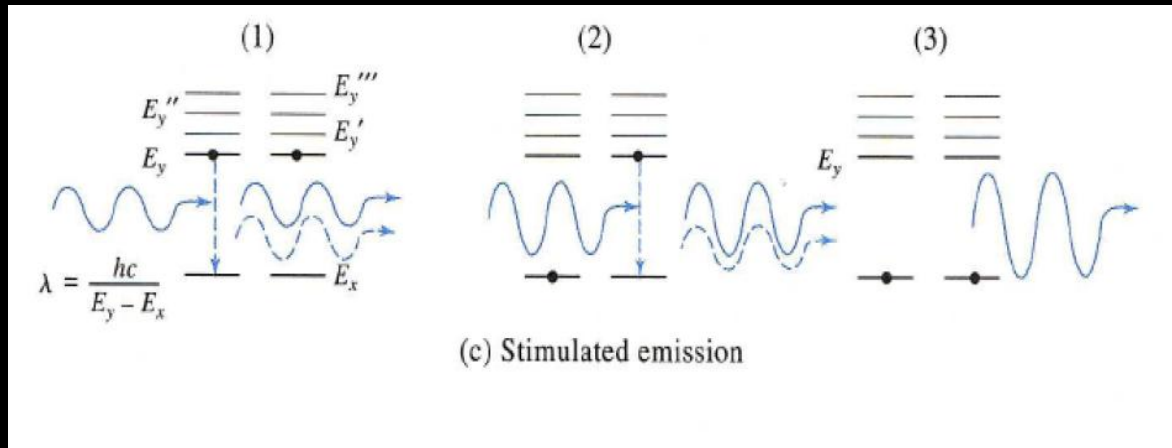 (1) (2) (3)
E_y''' 
E_y''
E_y'
E_y E_y
λ = hc / (E_y − E_x)
E_x
(c) Stimulated emission